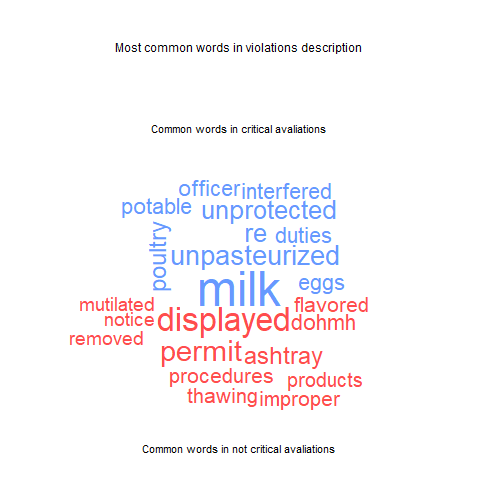 Most common words in violations description
Common words in critical avaliations
officer interfered
potable unprotected
poultry
re duties
unpasteurized
milk eggs
mutilated flavored
notice displayed dohmh
removed
permit ashtray
procedures products
thawing improper
Common words in not critical avaliations